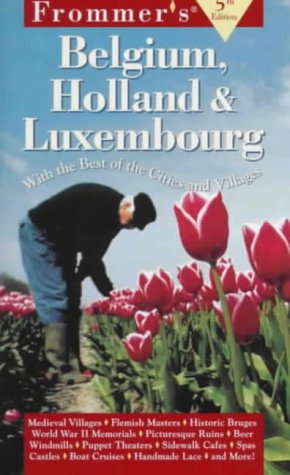 Frommer's®
5th
Edition
Belgium,
Holland &
Luxembourg
With the Best of the Cities and Villages
Medieval Villages ♦ Flemish Masters ♦ Historic Bruges
World War II Memorials ♦ Picturesque Ruins ♦ Beer
Windmills ♦ Puppet Theaters ♦ Sidewalk Cafes ♦ Spas
Castles ♦ Boat Cruises ♦ Handmade Lace ♦ and More!